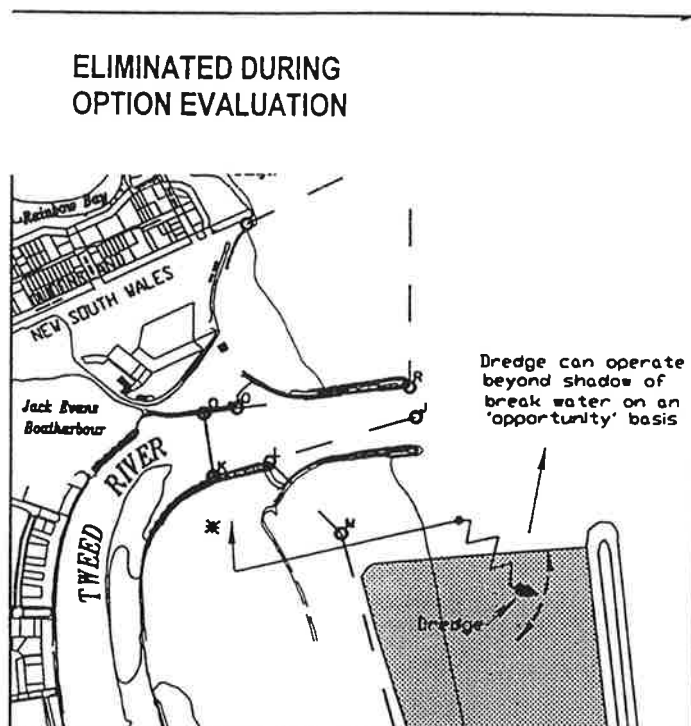 ELIMINATED DURING
OPTION EVALUATION
Rainbow Bay
QUEENSLAND
NEW SOUTH WALES
Dredge can operate
beyond shadow of
break water on an
'opportunity' basis
R
J
Jack Evans
Boatharbour
K
TWEED RIVER
M
Dredge